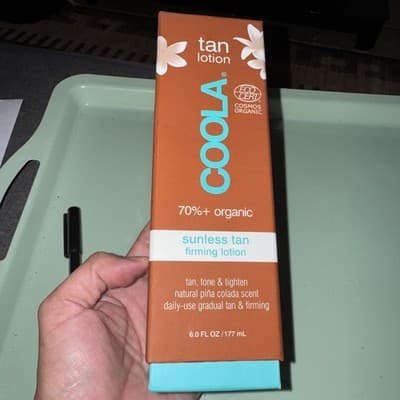 tan
lotion
COOLA®
ECO
CERT
COSMOS
ORGANIC
70%+ organic
sunless tan
firming lotion
tan, tone & tighten
natural piña colada scent
daily-use gradual tan & firming
6.0 FL OZ / 177 mL